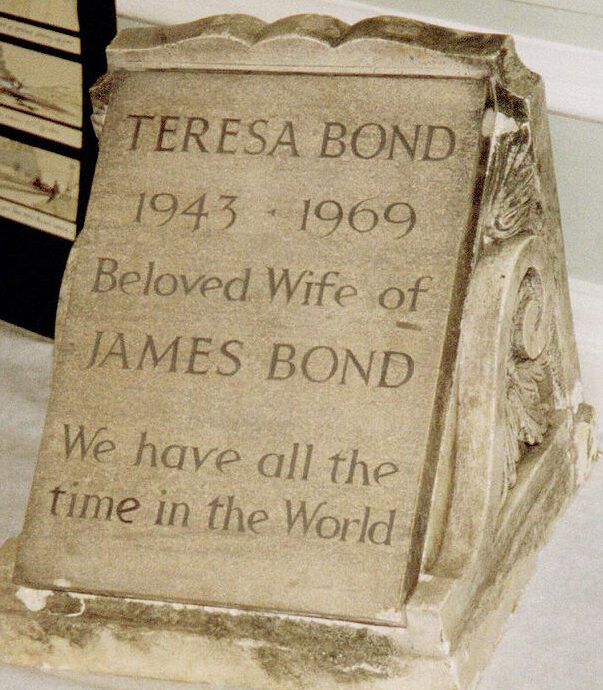 TERESA BOND
1943 · 1969
Beloved Wife of
JAMES BOND
We have all the
time in the World